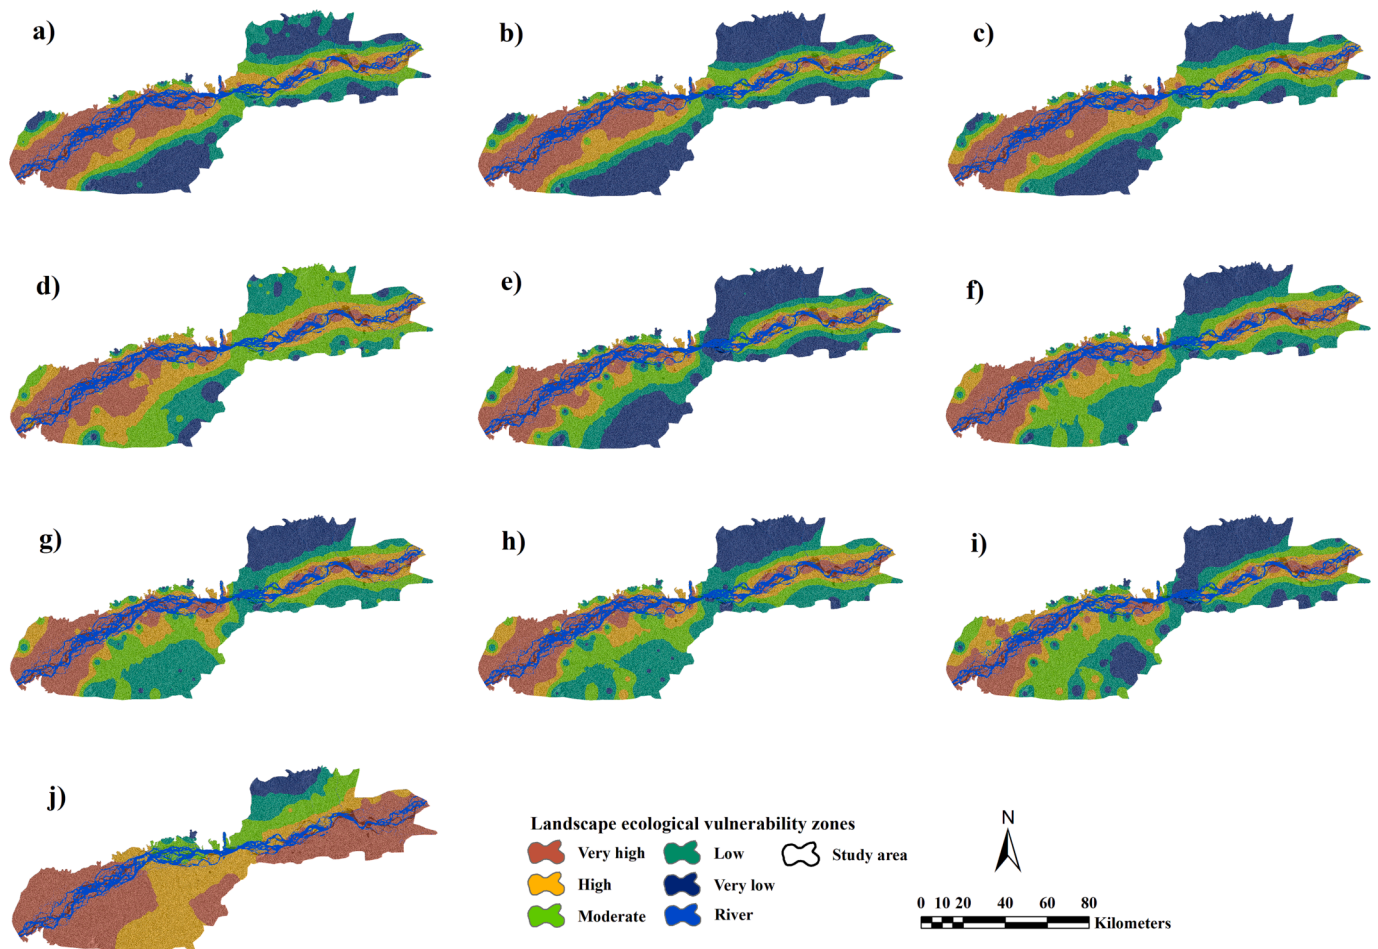 a)
b)
c)
d)
e)
f)
g)
h)
i)
j)
Landscape ecological vulnerability zones
Very high
Low
Study area
High
Very low
Moderate
River
N
0 10 20 40 60 80
Kilometers